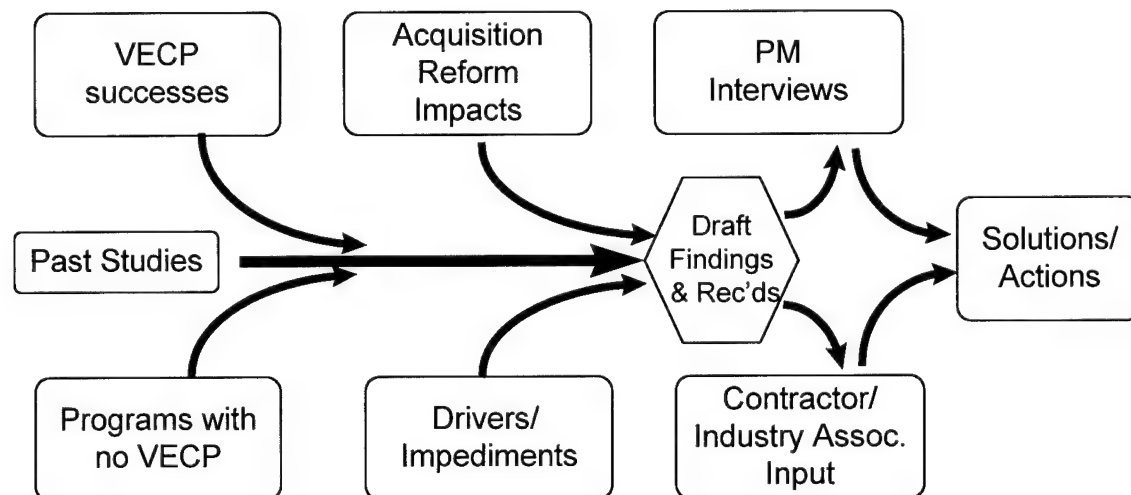 VECP
successes
Acquisition
Reform
Impacts
PM
Interviews
Past Studies
Draft
Findings
& Rec'ds
Solutions/
Actions
Programs with
no VECP
Drivers/
Impediments
Contractor/
Industry Assoc.
Input